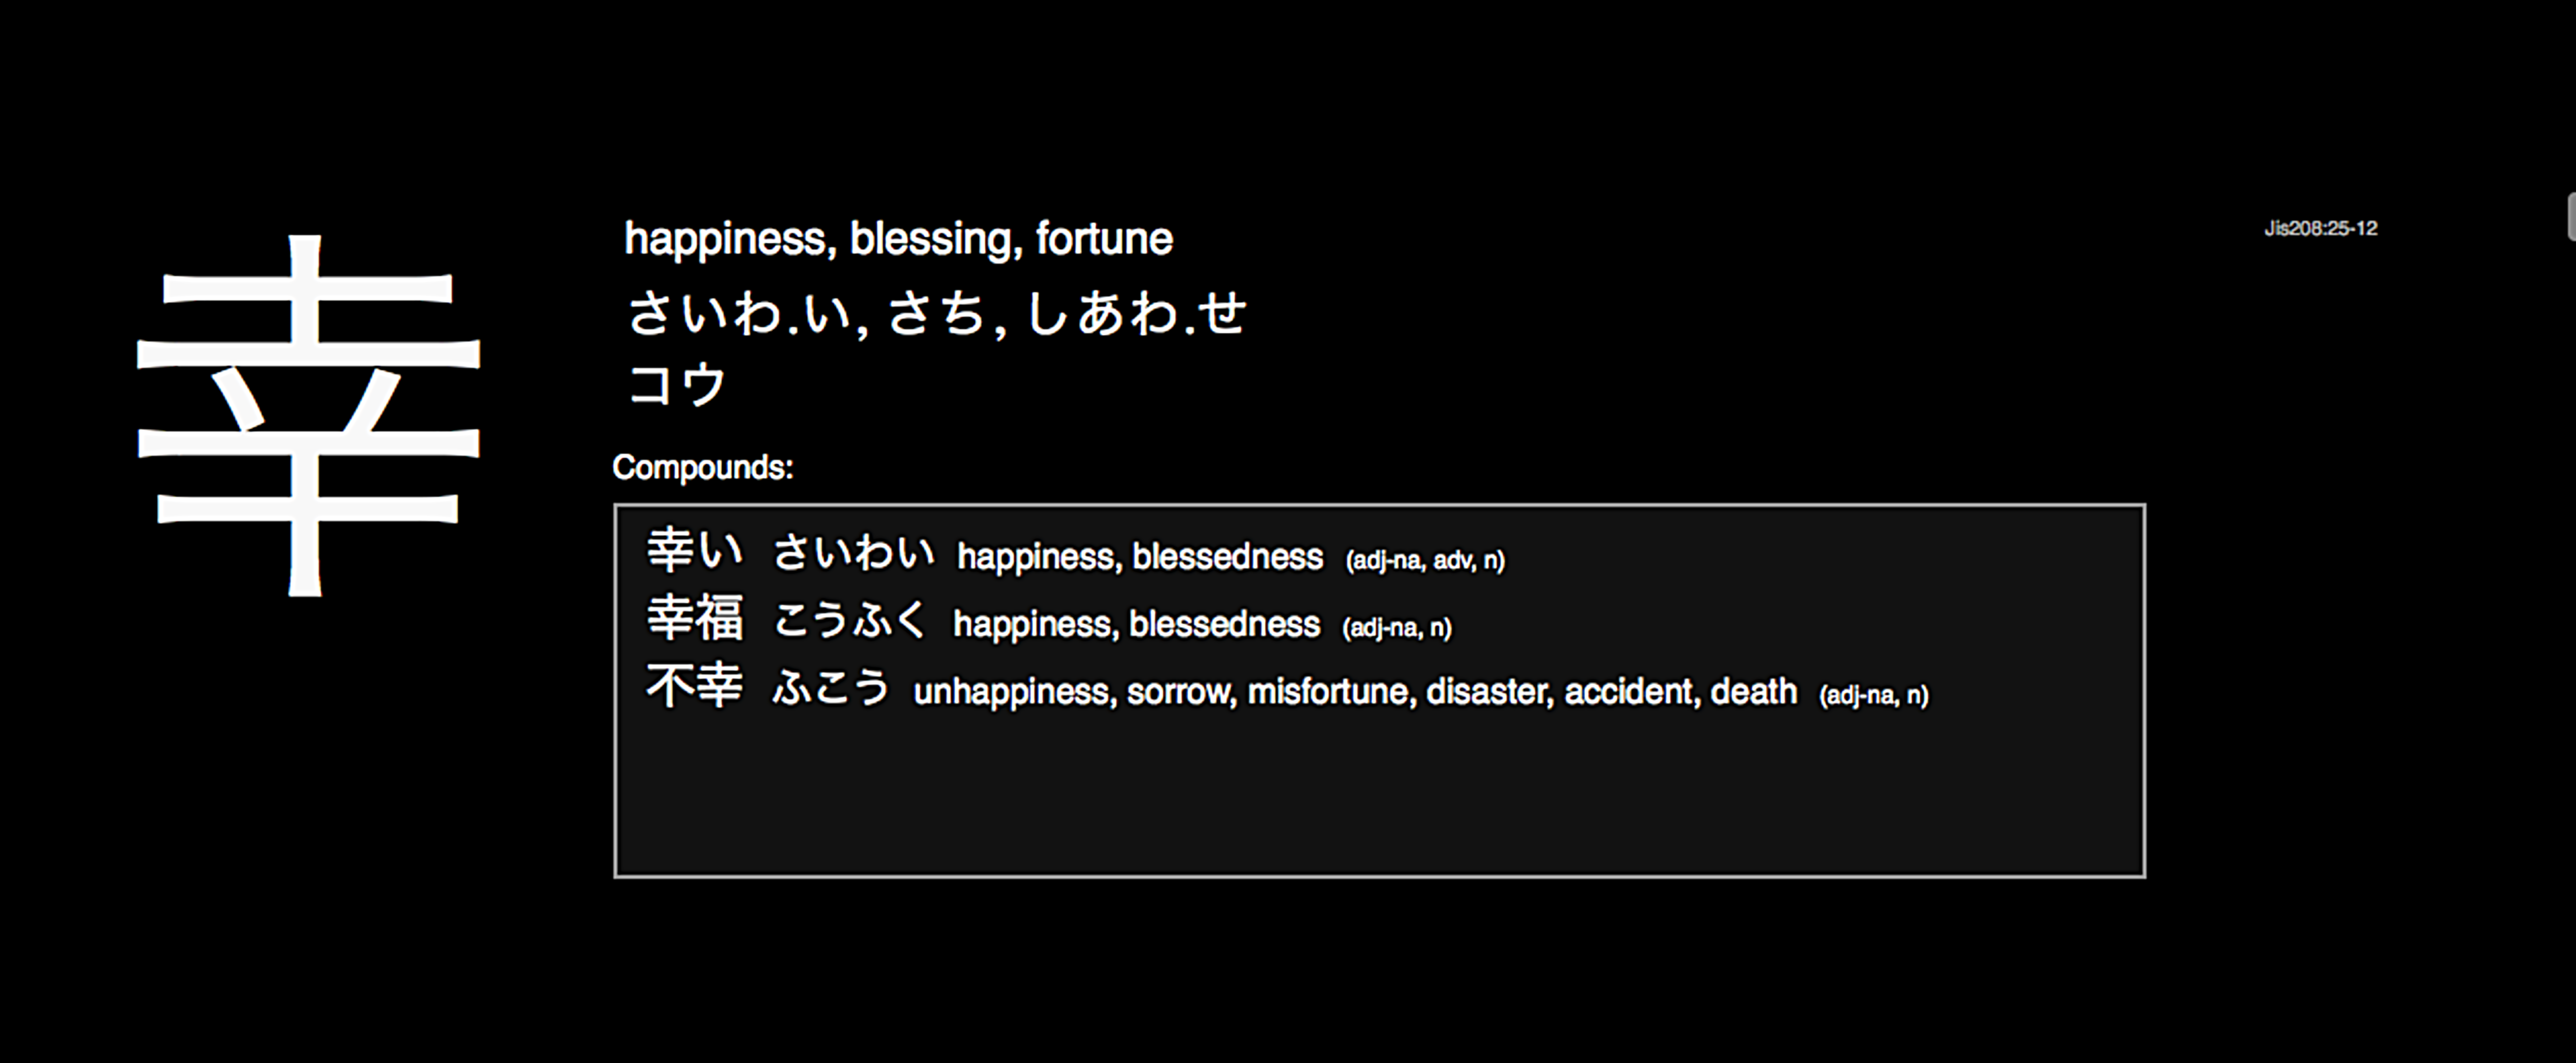 幸
happiness, blessing, fortune
Jis208:25-12
さいわ.い, さち, しあわ.せ
コウ
Compounds:
幸い さいわい happiness, blessedness (adj-na, adv, n)
幸福 こうふく happiness, blessedness (adj-na, n)
不幸 ふこう unhappiness, sorrow, misfortune, disaster, accident, death (adj-na, n)